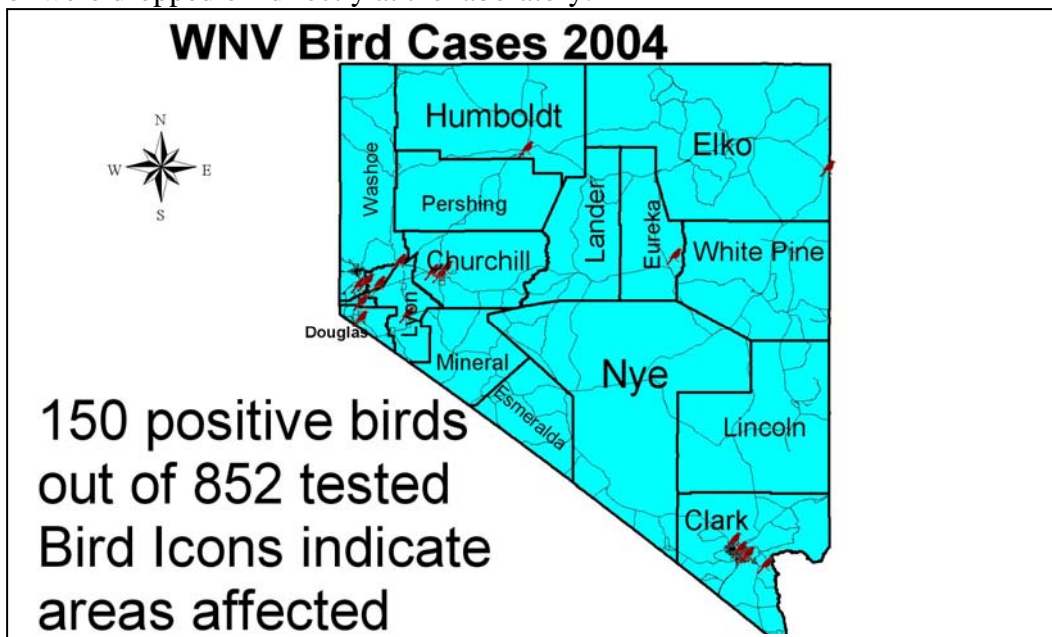 WNV Bird Cases 2004
N
W E
S
Humboldt
Elko
Washoe
Pershing
Lander
Eureka
White Pine
Churchill
Lyon
Douglas
Mineral
Nye
Esmeralda
Lincoln
Clark
150 positive birds
out of 852 tested
Bird Icons indicate
areas affected